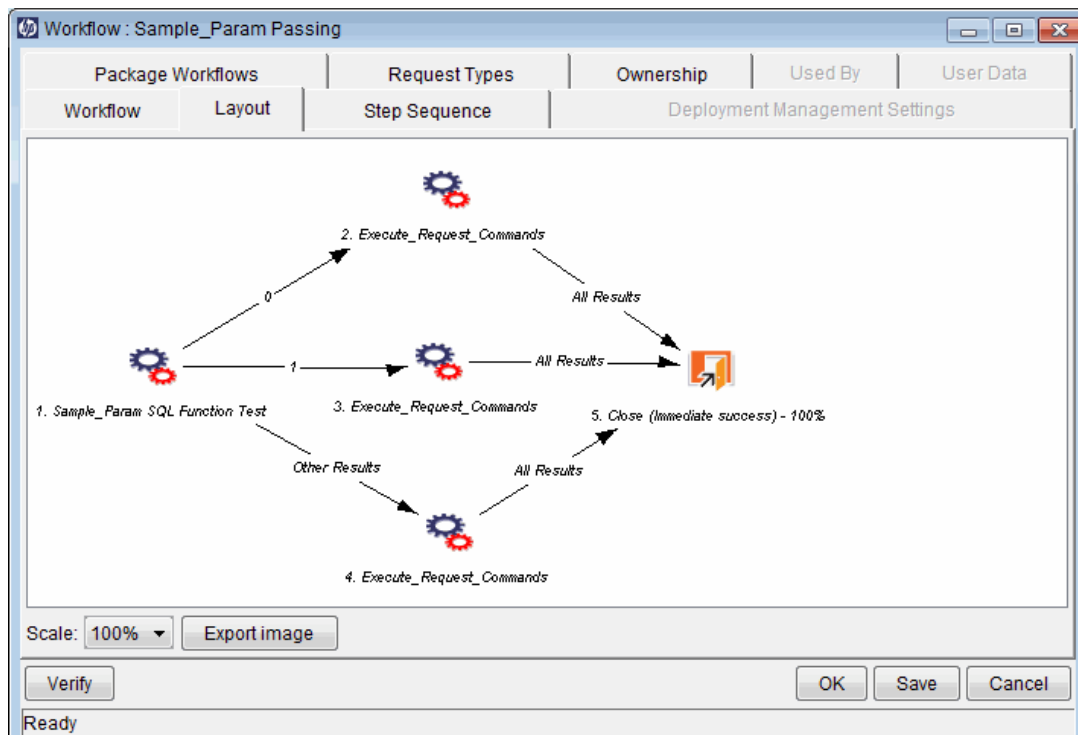 Workflow : Sample_Param Passing
Package Workflows
Request Types
Ownership
Used By
User Data
Workflow
Layout
Step Sequence
Deployment Management Settings
2. Execute_Request_Commands
0
All Results
1
All Results
1. Sample_Param SQL Function Test
3. Execute_Request_Commands
5. Close (Immediate success) - 100%
Other Results
All Results
4. Execute_Request_Commands
Scale: 100%
Export image
Verify
OK
Save
Cancel
Ready